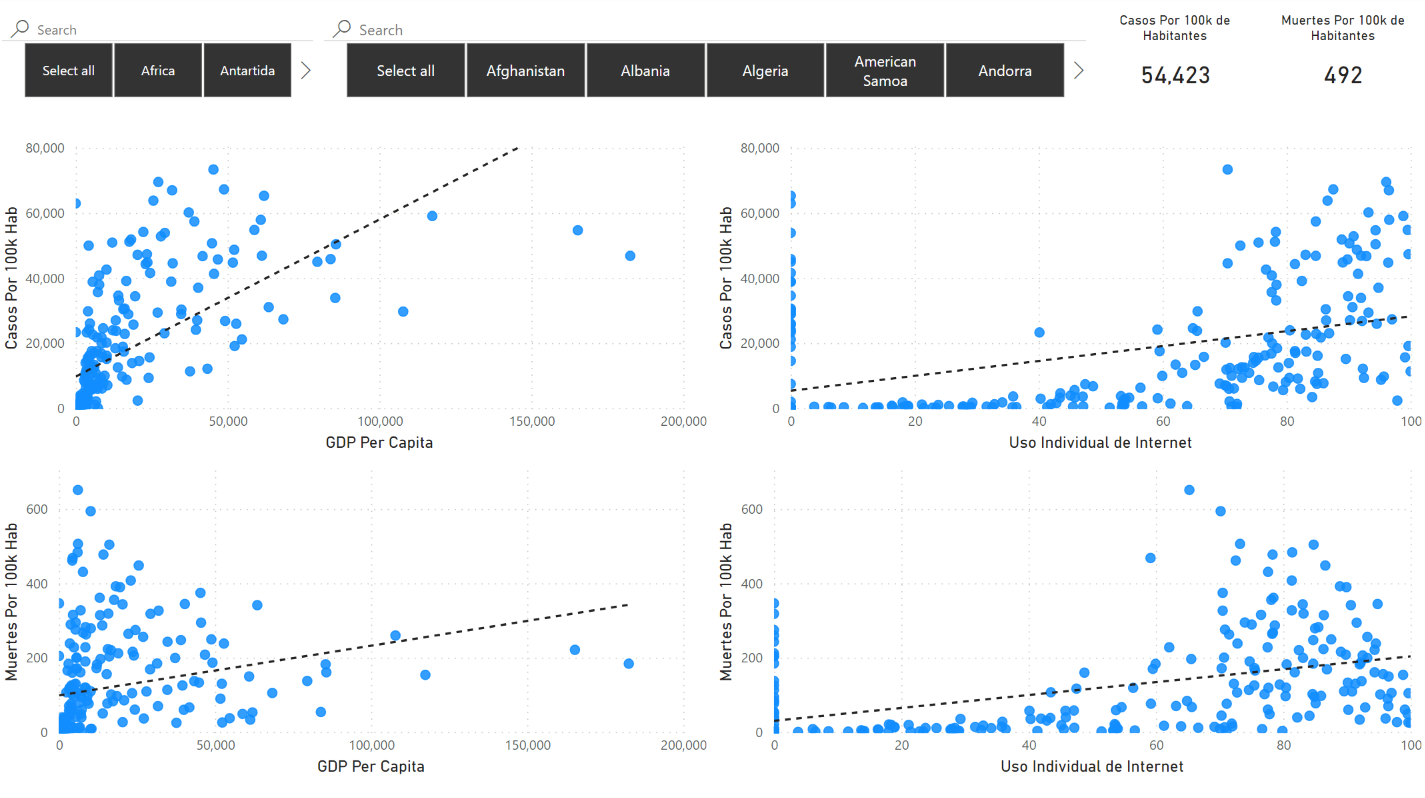 Search
Select all
Africa
Antartida
Search
Select all
Afghanistan
Albania
Algeria
American
Samoa
Andorra
Casos Por 100k de
Habitantes
54,423
Muertes Por 100k de
Habitantes
492
Casos Por 100k Hab
80,000
60,000
40,000
20,000
0
0
50,000
100,000
150,000
200,000
GDP Per Capita
Casos Por 100k Hab
80,000
60,000
40,000
20,000
0
0
20
40
60
80
100
Uso Individual de Internet
Muertes Por 100k Hab
600
400
200
0
0
50,000
100,000
150,000
200,000
GDP Per Capita
Muertes Por 100k Hab
600
400
200
0
0
20
40
60
80
100
Uso Individual de Internet